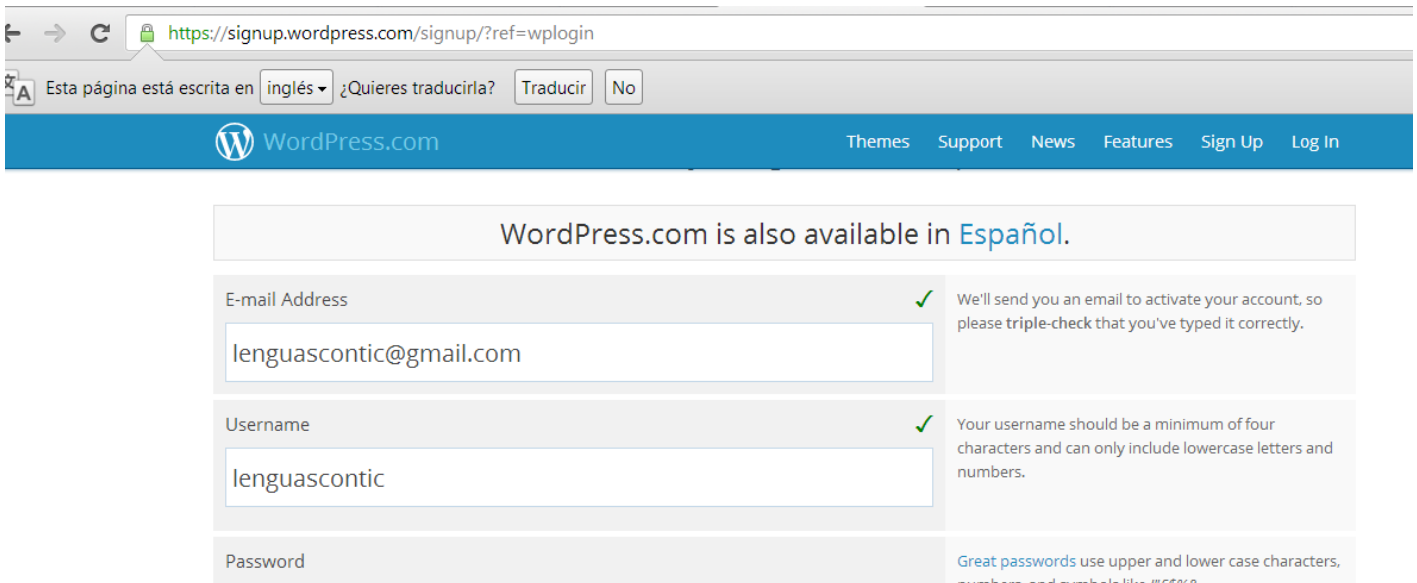 https://signup.wordpress.com/signup/?ref=wplogin
Esta página está escrita en inglés ¿Quieres traducirla? Traducir No
WordPress.com Themes Support News Features Sign Up Log In
WordPress.com is also available in Español.
E-mail Address
We'll send you an email to activate your account, so
please triple-check that you've typed it correctly.
lenguascontic@gmail.com
Username
Your username should be a minimum of four
characters and can only include lowercase letters and
numbers.
lenguascontic
Password
Great passwords use upper and lower case characters,